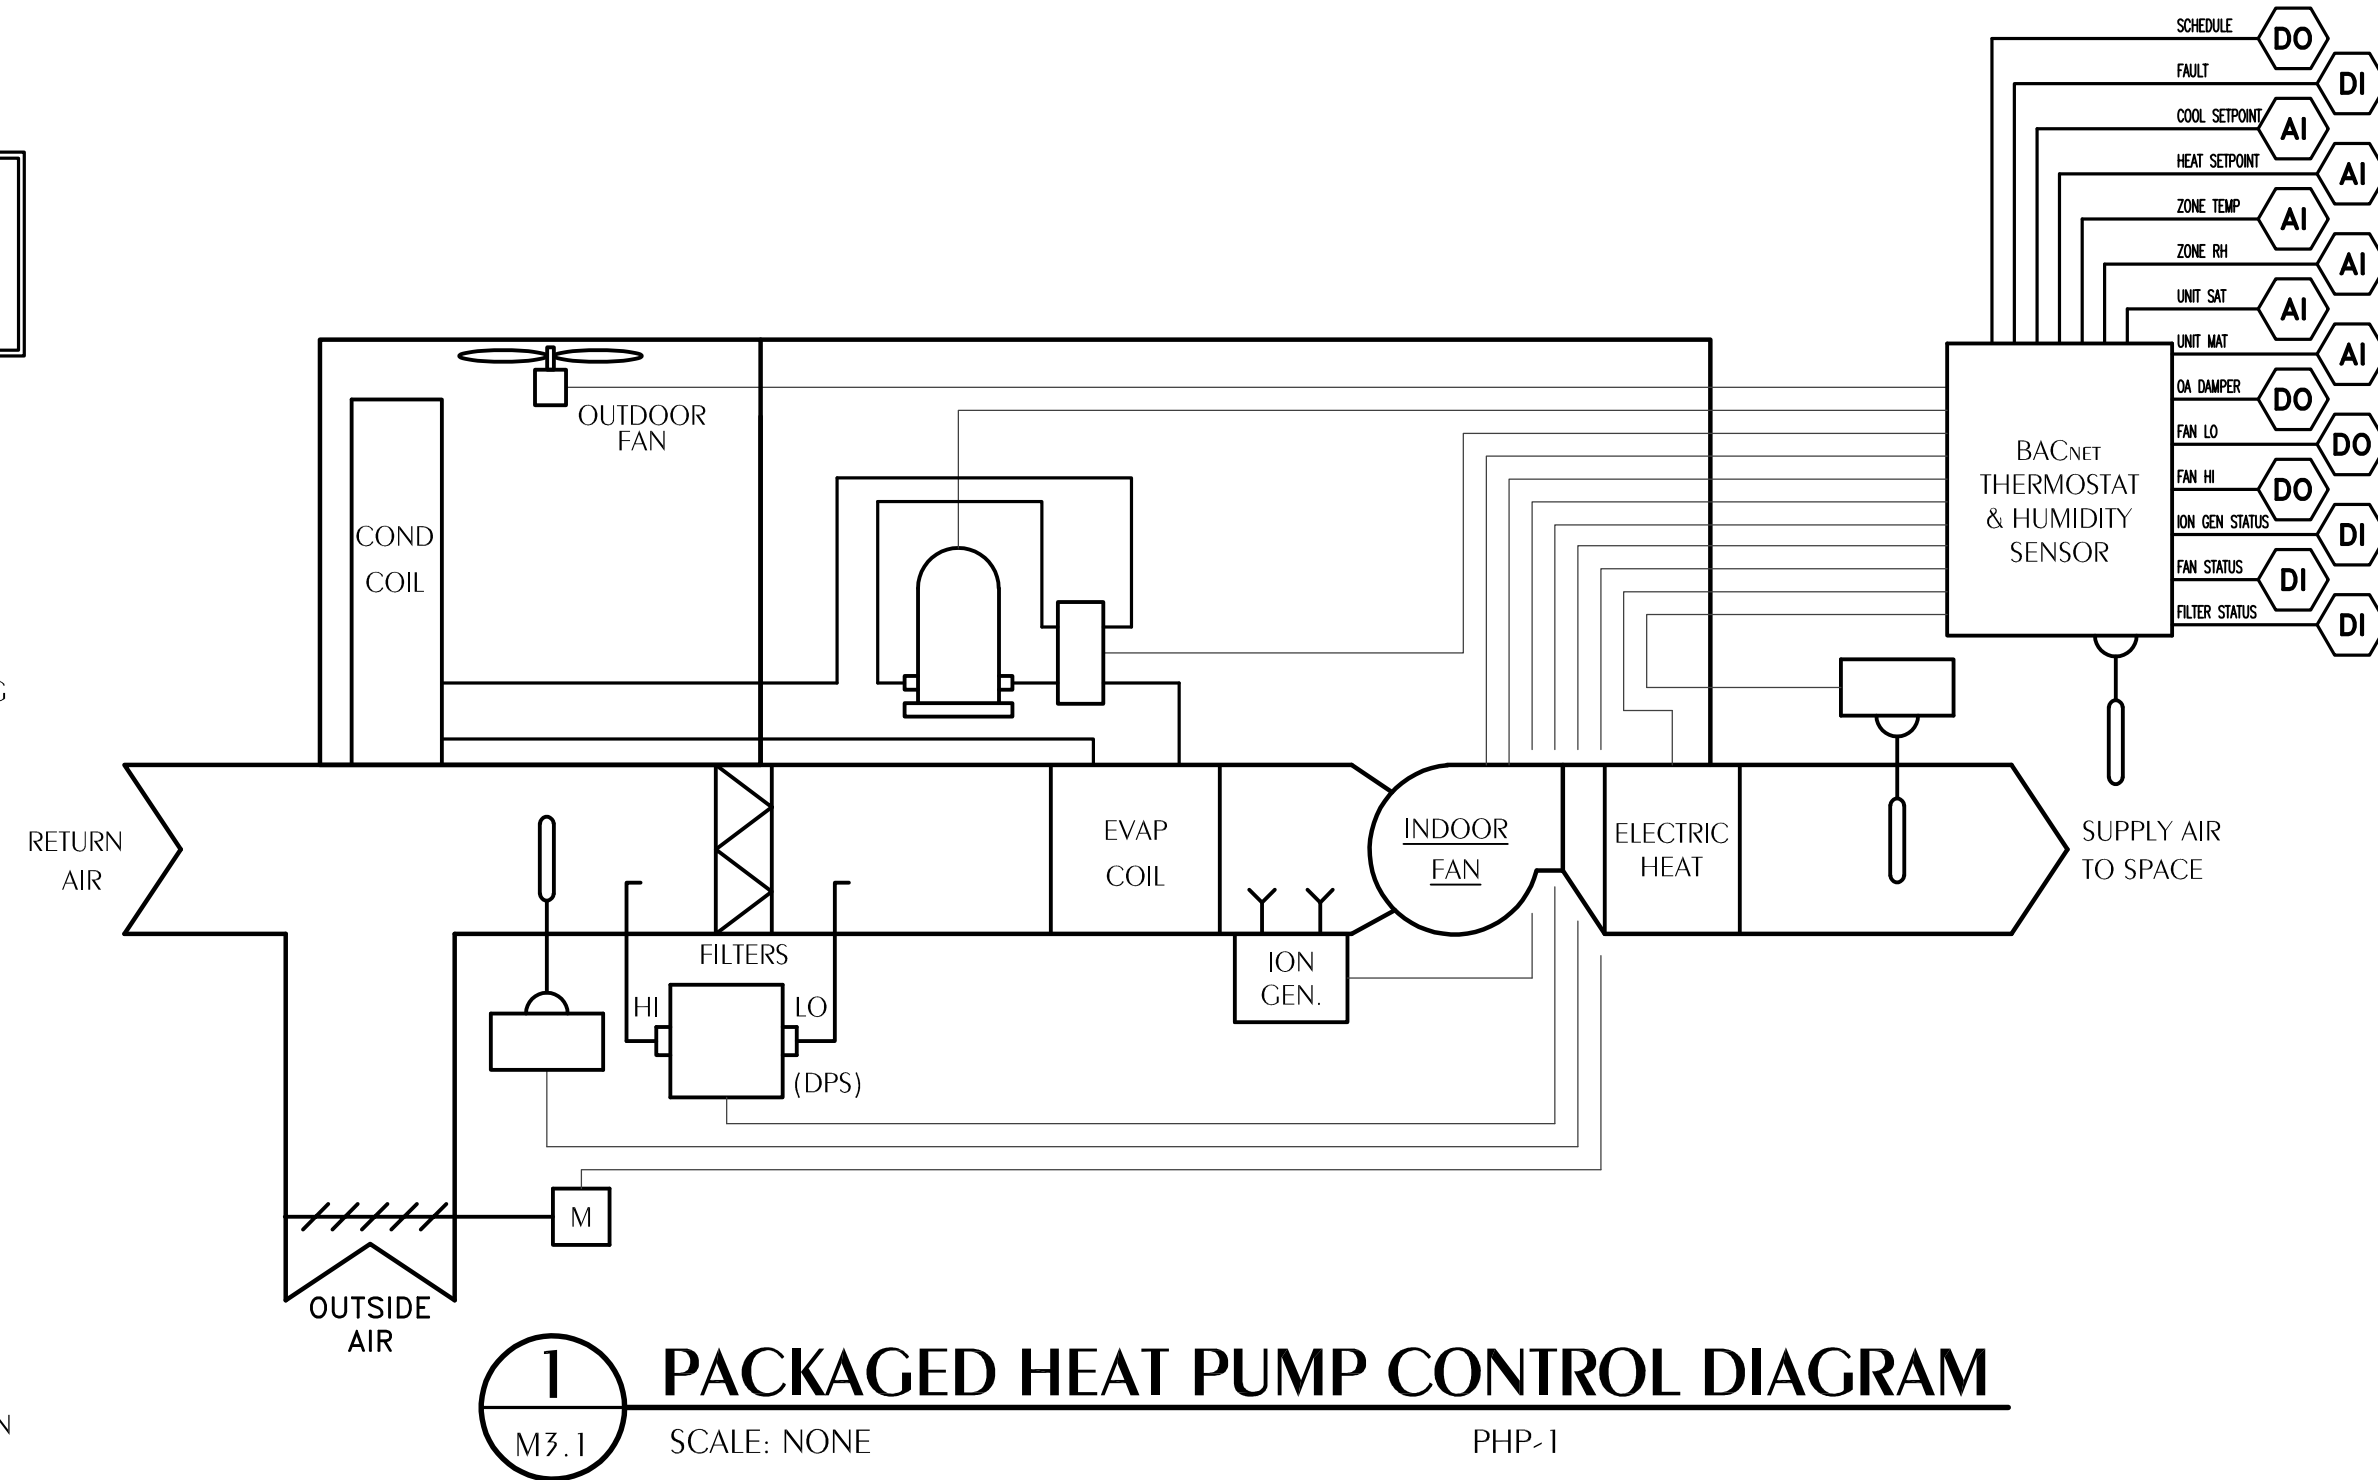 SCHEDULE DO
FAULT DI
COOL SETPOINT AI
HEAT SETPOINT AI
ZONE TEMP AI
ZONE RH AI
UNIT SAT AI
UNIT MAT AI
OA DAMPER DO
FAN LO DO
FAN HI DO
ION GEN STATUS DI
FAN STATUS DI
FILTER STATUS DI
BACNET
THERMOSTAT
& HUMIDITY
SENSOR
OUTDOOR
FAN
COND
COIL
G
RETURN
AIR
EVAP
COIL
INDOOR
FAN
ELECTRIC
HEAT
SUPPLY AIR
TO SPACE
FILTERS
HI
LO
(DPS)
ION
GEN.
M
OUTSIDE
AIR
N
1
M3.1
PACKAGED HEAT PUMP CONTROL DIAGRAM
SCALE: NONE
PHP-1